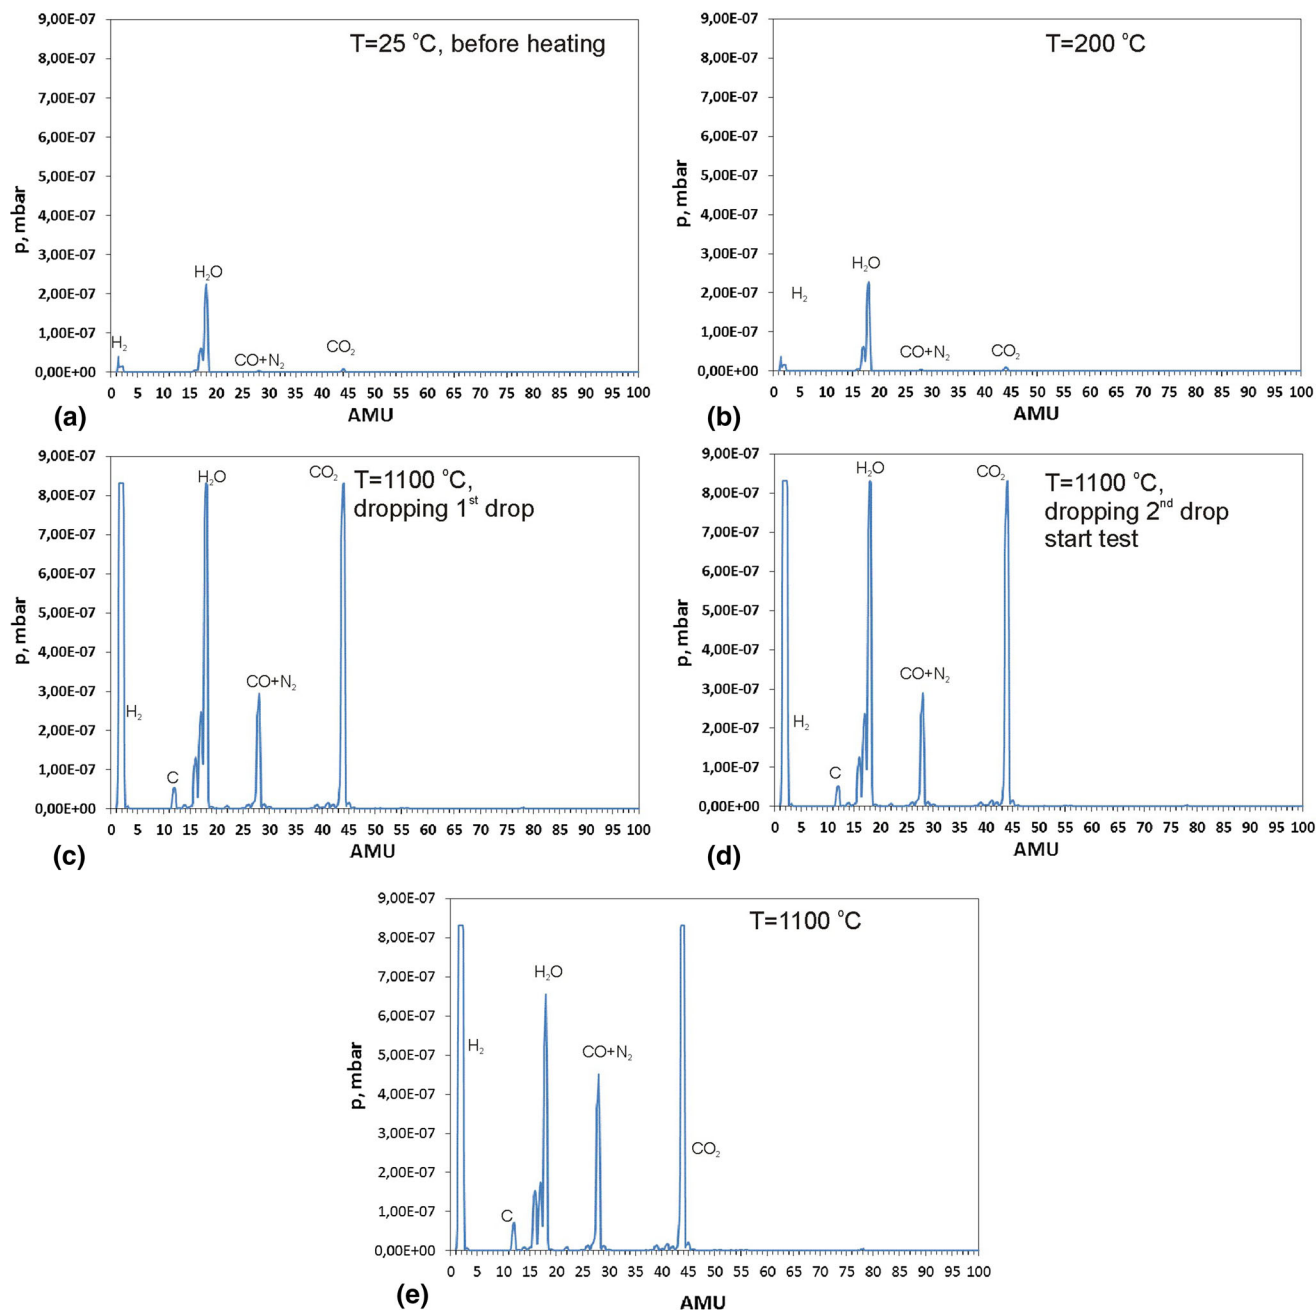 T=25 °C, before heating
9,00E-07
8,00E-07
7,00E-07
6,00E-07
5,00E-07
4,00E-07
3,00E-07
2,00E-07
1,00E-07
0,00E+00
p, mbar
H₂
H₂O
CO+N₂
CO₂
0 5 10 15 20 25 30 35 40 45 50 55 60 65 70 75 80 85 90 95 100
AMU
(a)
T=200 °C
9,00E-07
8,00E-07
7,00E-07
6,00E-07
5,00E-07
4,00E-07
3,00E-07
2,00E-07
1,00E-07
0,00E+00
p, mbar
H₂
H₂O
CO+N₂
CO₂
0 5 10 15 20 25 30 35 40 45 50 55 60 65 70 75 80 85 90 95 100
AMU
(b)
T=1100 °C,
dropping 1st drop
9,00E-07
8,00E-07
7,00E-07
6,00E-07
5,00E-07
4,00E-07
3,00E-07
2,00E-07
1,00E-07
0,00E+00
p, mbar
H₂
C
H₂O
CO+N₂
CO₂
0 5 10 15 20 25 30 35 40 45 50 55 60 65 70 75 80 85 90 95 100
AMU
(c)
T=1100 °C,
dropping 2nd drop
start test
9,00E-07
8,00E-07
7,00E-07
6,00E-07
5,00E-07
4,00E-07
3,00E-07
2,00E-07
1,00E-07
0,00E+00
p, mbar
H₂
C
H₂O
CO+N₂
CO₂
0 5 10 15 20 25 30 35 40 45 50 55 60 65 70 75 80 85 90 95 100
AMU
(d)
T=1100 °C
9,00E-07
8,00E-07
7,00E-07
6,00E-07
5,00E-07
4,00E-07
3,00E-07
2,00E-07
1,00E-07
0,00E+00
p, mbar
H₂
C
H₂O
CO+N₂
CO₂
0 5 10 15 20 25 30 35 40 45 50 55 60 65 70 75 80 85 90 95 100
AMU
(e)